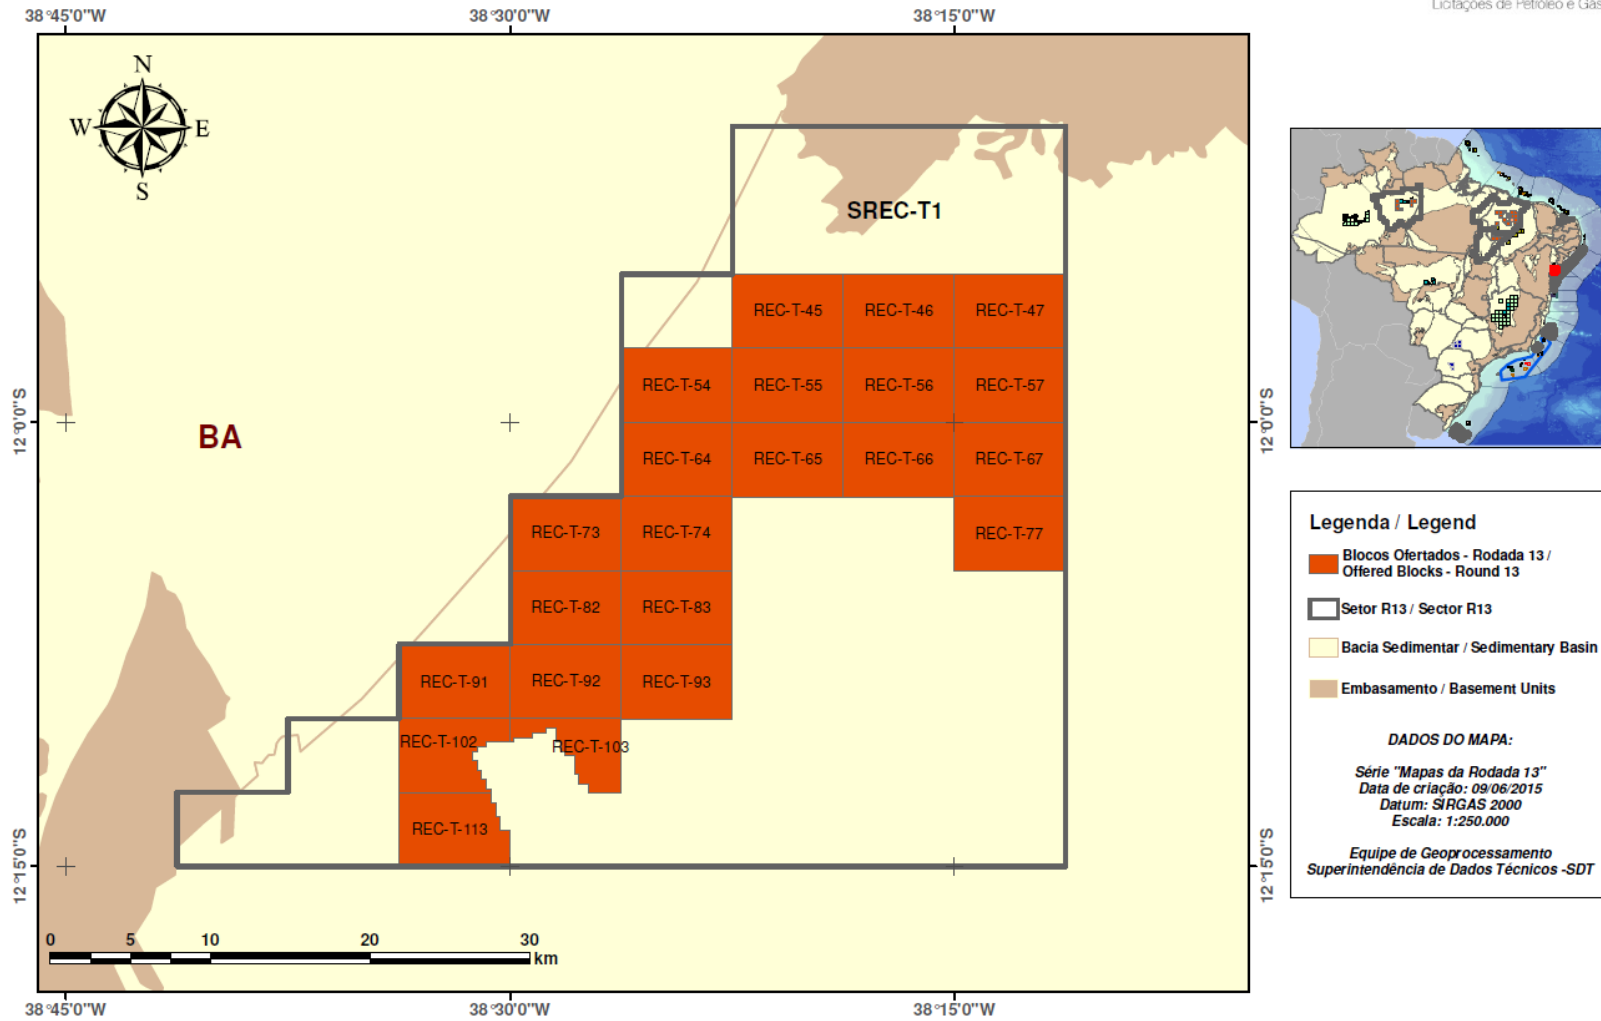 Licitações de Petróleo e Gás
38°45'0"W 38°30'0"W 38°15'0"W
N
W E
S
SREC-T1
REC-T-45 REC-T-46 REC-T-47
REC-T-54 REC-T-55 REC-T-56 REC-T-57
12°0'0"S 12°0'0"S
BA
REC-T-64 REC-T-65 REC-T-66 REC-T-67
REC-T-73 REC-T-74 REC-T-77
REC-T-82 REC-T-83
REC-T-91 REC-T-92 REC-T-93
REC-T-102 REC-T-103
REC-T-113
12°15'0"S 12°15'0"S
0 5 10 20 30
km
38°45'0"W 38°30'0"W 38°15'0"W
Legenda / Legend
Blocos Ofertados - Rodada 13 /
Offered Blocks - Round 13
Setor R13 / Sector R13
Bacia Sedimentar / Sedimentary Basin
Embasamento / Basement Units
DADOS DO MAPA:
Série "Mapas da Rodada 13"
Data de criação: 09/06/2015
Datum: SIRGAS 2000
Escala: 1:250.000
Equipe de Geoprocessamento
Superintendência de Dados Técnicos -SDT